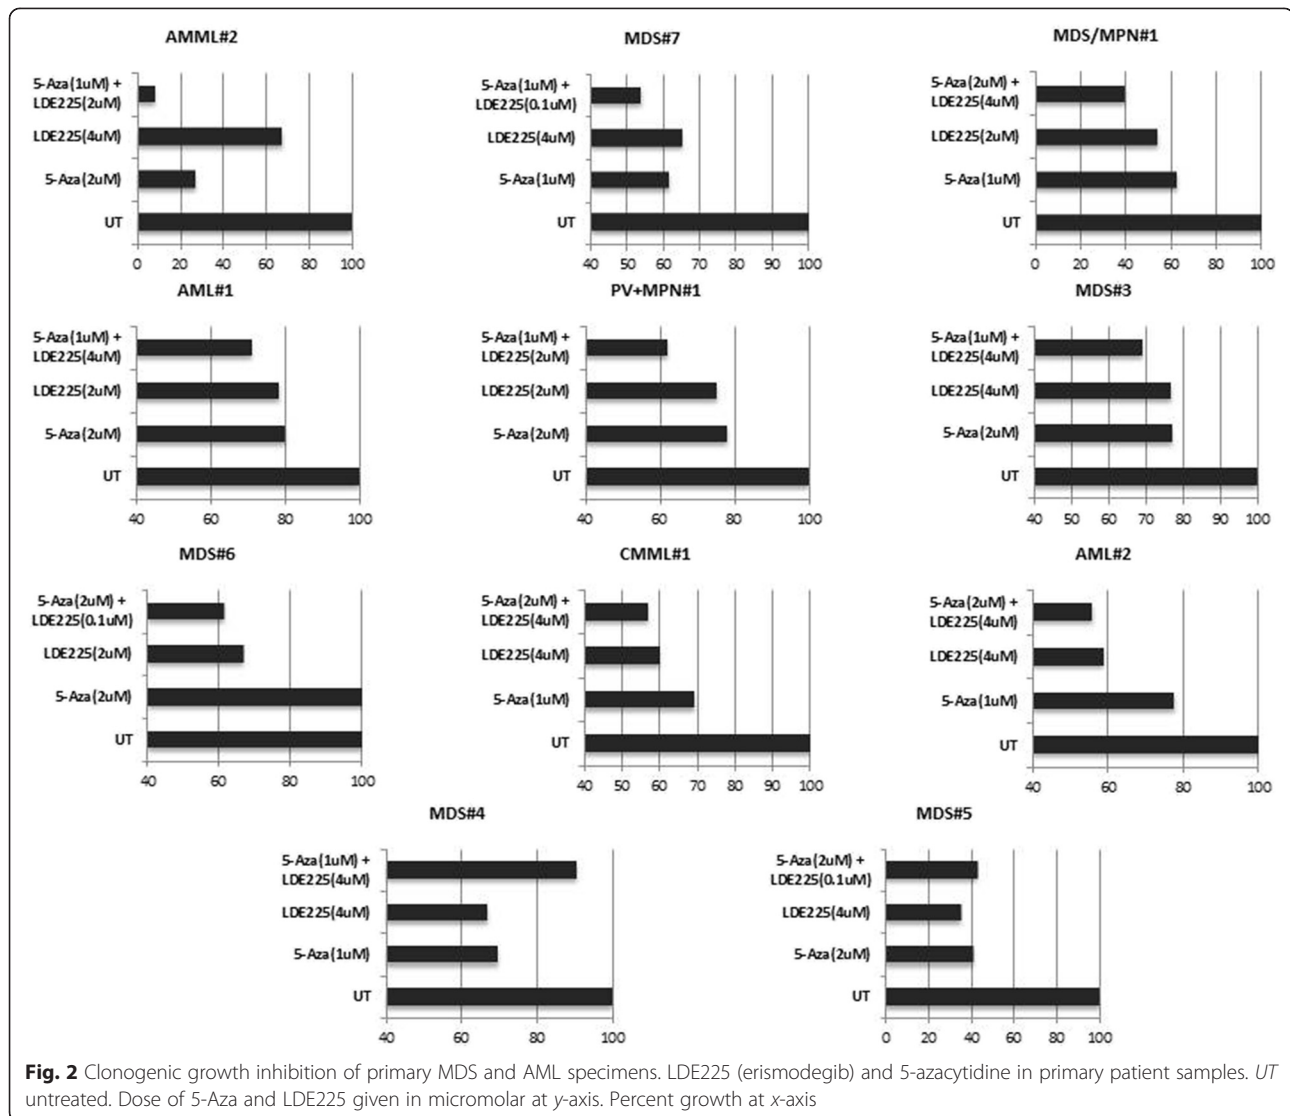 AMML#2
5-Aza(1uM) +
LDE225(2uM)
LDE225(4uM)
5-Aza(2uM)
UT
0 20 40 60 80 100
MDS#7
5-Aza(1uM) +
LDE225(0.1uM)
LDE225(4uM)
5-Aza(1uM)
UT
40 50 60 70 80 90 100
MDS/MPN#1
5-Aza(2uM) +
LDE225(4uM)
LDE225(2uM)
5-Aza(1uM)
UT
0 20 40 60 80 100
AML#1
5-Aza(1uM) +
LDE225(4uM)
LDE225(2uM)
5-Aza(2uM)
UT
40 60 80 100
PV+MPN#1
5-Aza(1uM) +
LDE225(2uM)
LDE225(2uM)
5-Aza(2uM)
UT
40 60 80 100
MDS#3
5-Aza(1uM) +
LDE225(4uM)
LDE225(4uM)
5-Aza(2uM)
UT
40 50 60 70 80 90 100
MDS#6
5-Aza(2uM) +
LDE225(0.1uM)
LDE225(2uM)
5-Aza(2uM)
UT
40 60 80 100
CMML#1
5-Aza(2uM) +
LDE225(4uM)
LDE225(4uM)
5-Aza(1uM)
UT
40 50 60 70 80 90 100
AML#2
5-Aza(2uM) +
LDE225(4uM)
LDE225(4uM)
5-Aza(1uM)
UT
40 60 80 100
MDS#4
5-Aza(1uM) +
LDE225(4uM)
LDE225(4uM)
5-Aza(1uM)
UT
40 60 80 100
MDS#5
5-Aza(2uM) +
LDE225(0.1uM)
LDE225(4uM)
5-Aza(2uM)
UT
0 20 40 60 80 100
Fig. 2 Clonogenic growth inhibition of primary MDS and AML specimens. LDE225 (erismodegib) and 5-azacytidine in primary patient samples. UT
untreated. Dose of 5-Aza and LDE225 given in micromolar at y-axis. Percent growth at x-axis